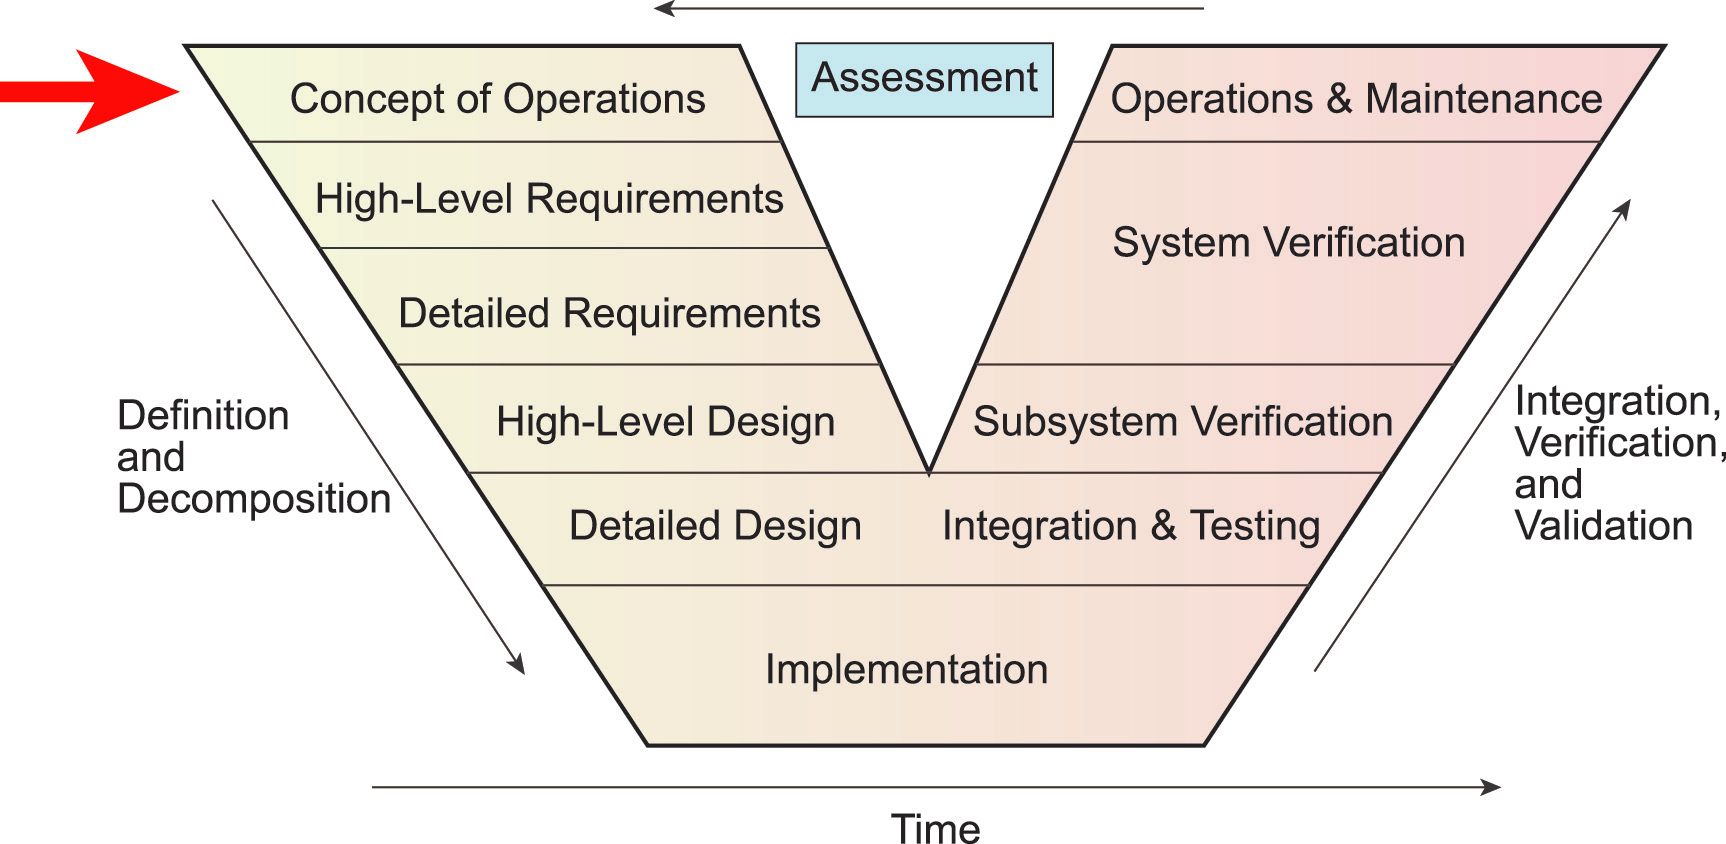 Assessment
Concept of Operations
High-Level Requirements
Detailed Requirements
High-Level Design
Detailed Design
Implementation
Integration & Testing
Subsystem Verification
System Verification
Operations & Maintenance
Definition
and
Decomposition
Integration,
Verification,
and
Validation
Time